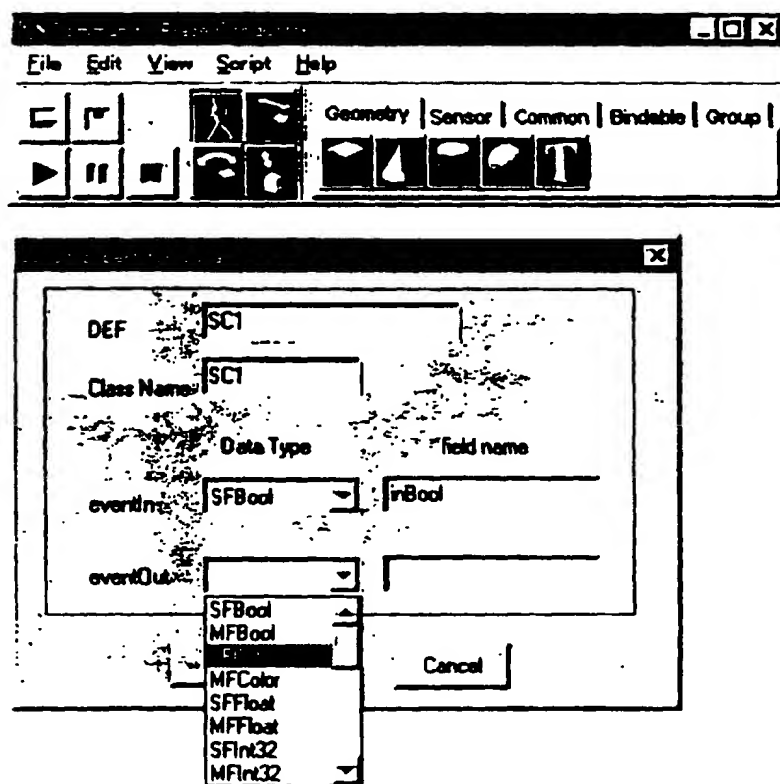 File Edit View Script Help
Geometry | Sensor | Common | Bindable | Group |
T
DEF SC1
Class Name SC1
Data Type field name
eventIn SFBool inBool
eventOut
SFBool
MFBool
MFColor
SFFloat
MFFloat
SFInt32
MFInt32
Cancel